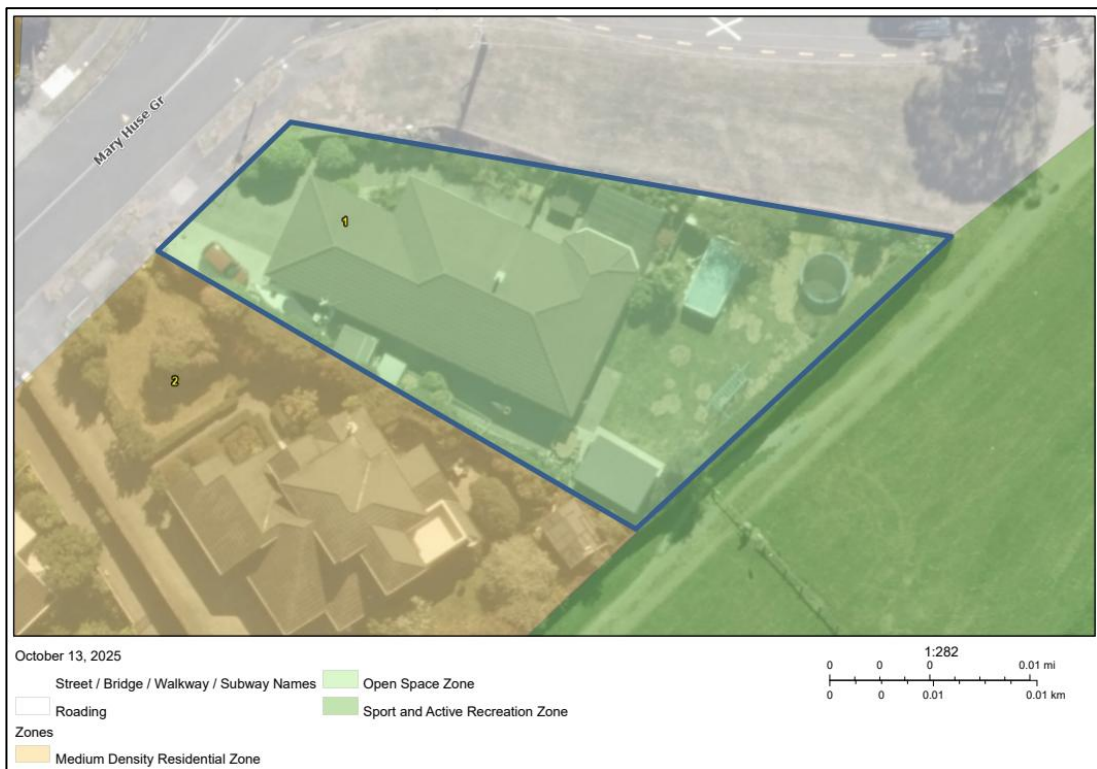 Mary Huse Gr
1
2
October 13, 2025
Street / Bridge / Walkway / Subway Names
Roading
Zones
Medium Density Residential Zone
Open Space Zone
Sport and Active Recreation Zone
1:282
0 0 0 0.01 mi
0 0 0.01 0.01 km